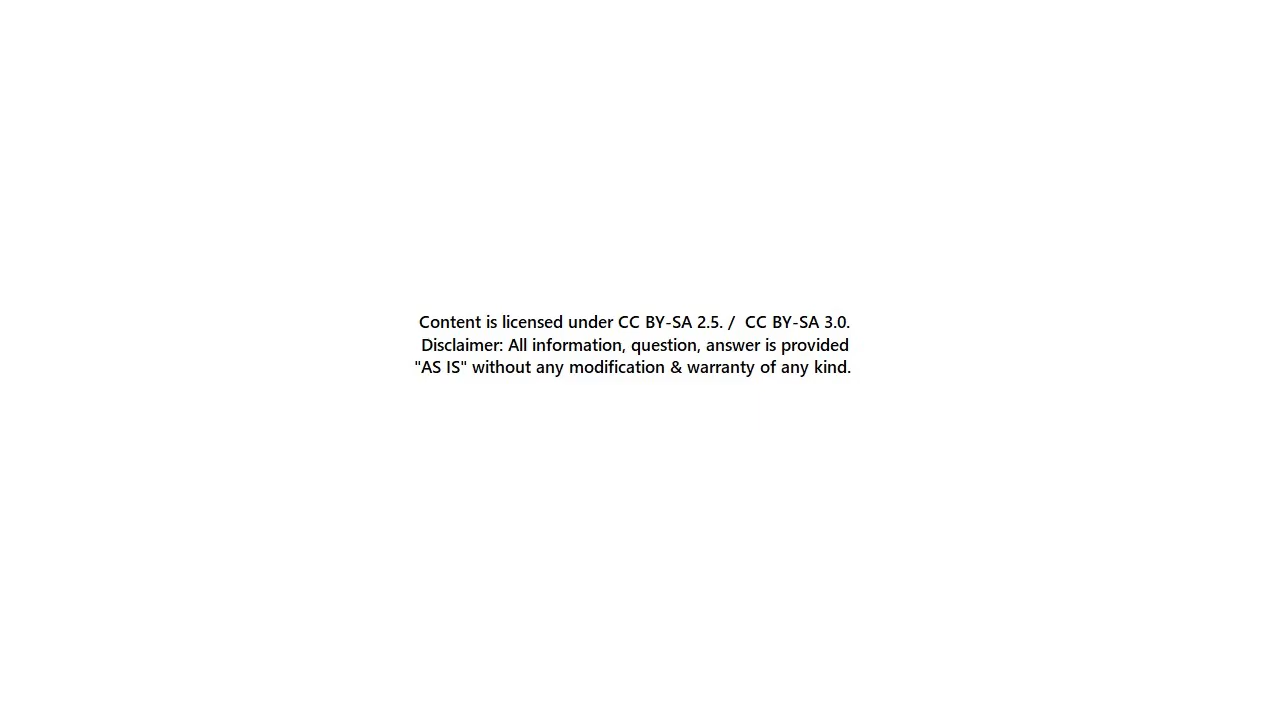 Content is licensed under CC BY-SA 2.5. /  CC BY-SA 3.0.
Disclaimer: All information, question, answer is provided
"AS IS" without any modification & warranty of any kind.